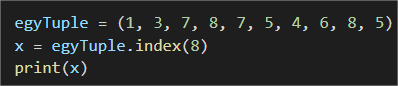 egyTuple = (1, 3, 7, 8, 7, 5, 4, 6, 8, 5)
x = egyTuple.index(8)
print(x)